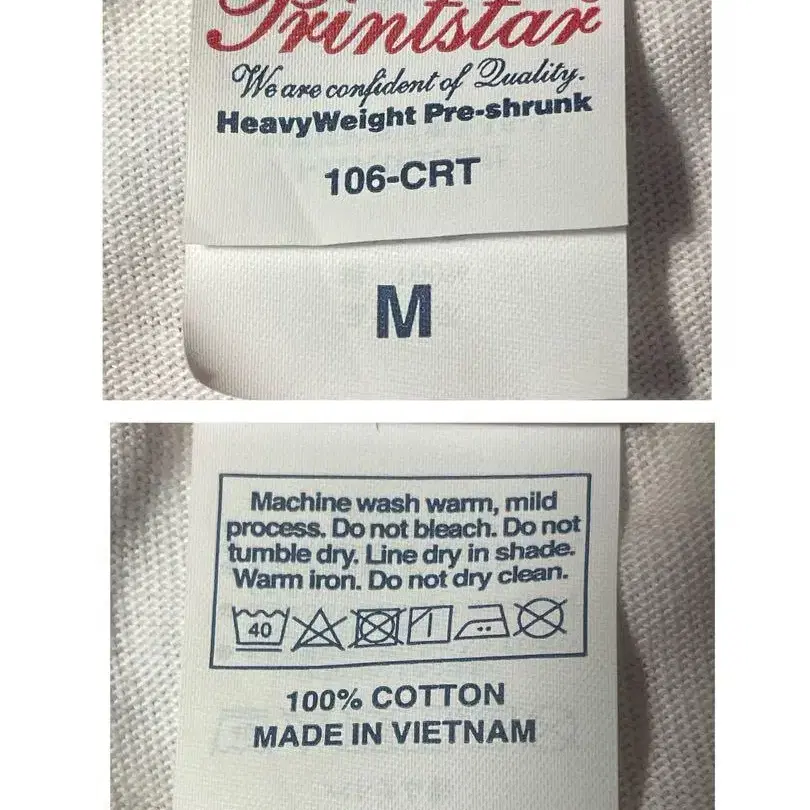 Printstar
We are confident of Quality.
HeavyWeight Pre-shrunk
106-CRT
M
Machine wash warm, mild
process. Do not bleach. Do not
tumble dry. Line dry in shade.
Warm iron. Do not dry clean.
40
100% COTTON
MADE IN VIETNAM